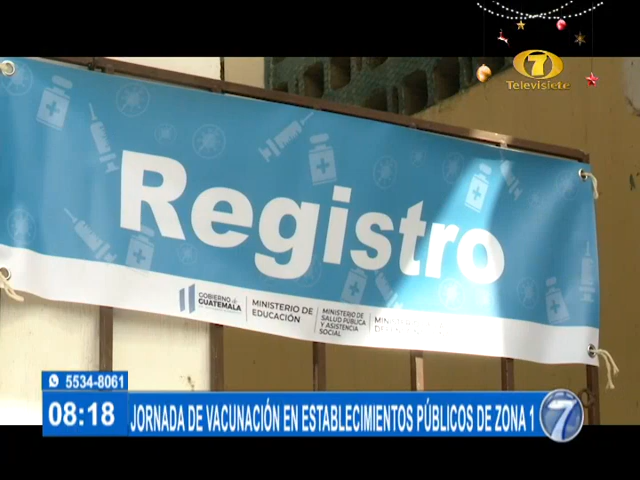 7
Televisiete
Registro
GOBIERNO de
GUATEMALA
MINISTERIO DE
EDUCACIÓN
MINISTERIO DE
SALUD PÚBLICA
Y ASISTENCIA
SOCIAL
5534-8061
08:18
JORNADA DE VACUNACIÓN EN ESTABLECIMIENTOS PÚBLICOS DE ZONA 1
7